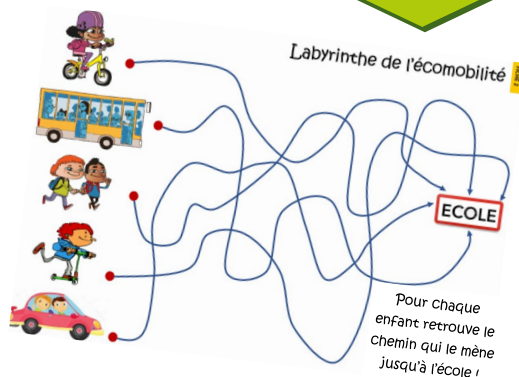 Labyrinthe de l'écomobilité
ECOLE
Pour chaque
enfant retrouve le
chemin qui le mène
jusqu'à l'école !